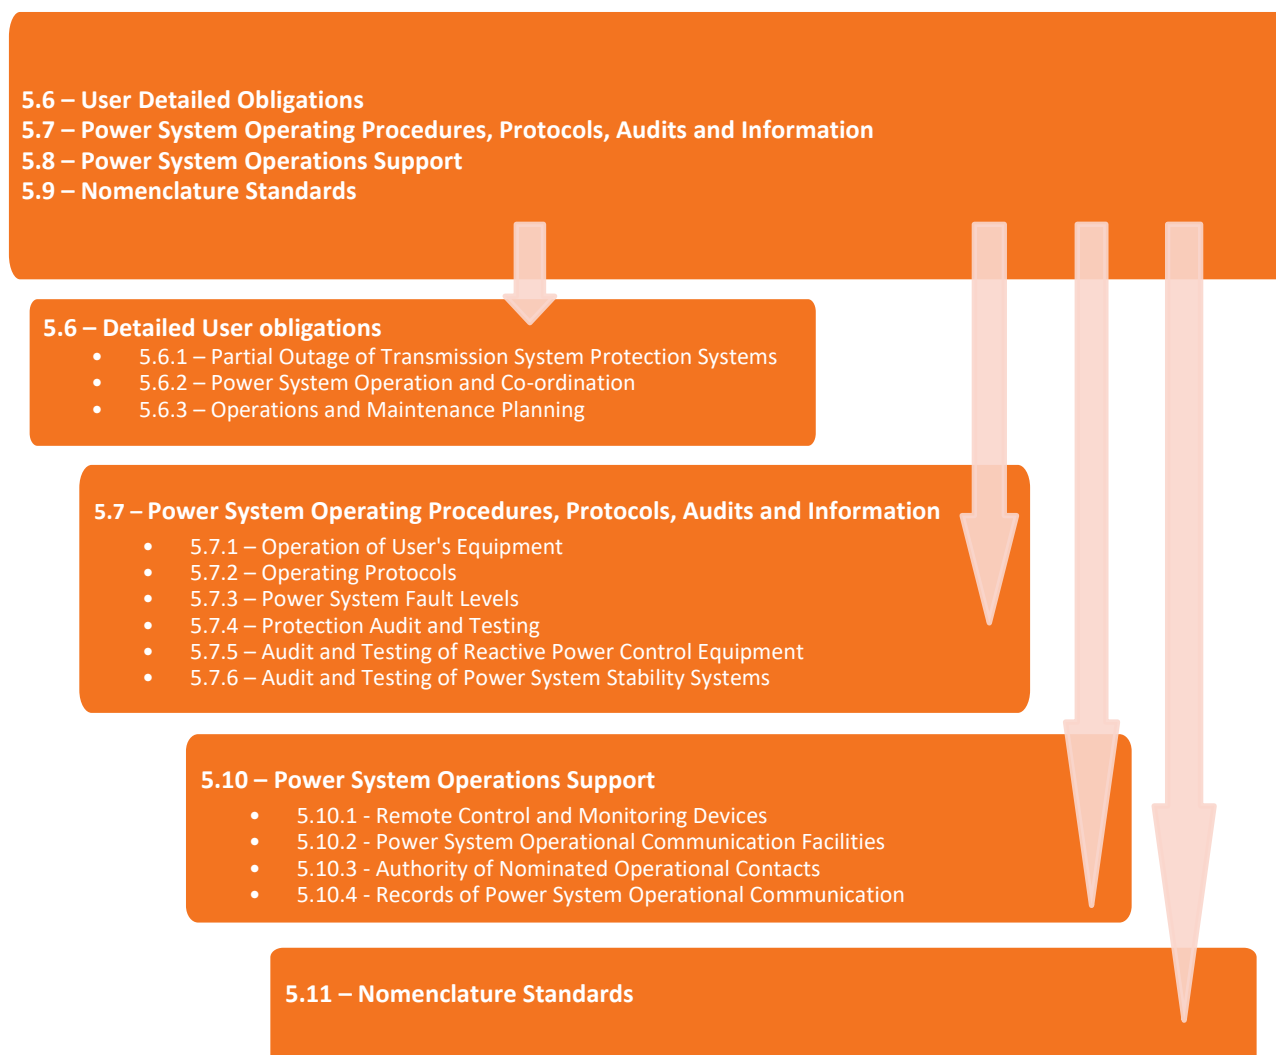 5.6 – User Detailed Obligations
5.7 – Power System Operating Procedures, Protocols, Audits and Information
5.8 – Power System Operations Support
5.9 – Nomenclature Standards
5.6 – Detailed User obligations
• 5.6.1 – Partial Outage of Transmission System Protection Systems
• 5.6.2 – Power System Operation and Co-ordination
• 5.6.3 – Operations and Maintenance Planning
5.7 – Power System Operating Procedures, Protocols, Audits and Information
• 5.7.1 – Operation of User's Equipment
• 5.7.2 – Operating Protocols
• 5.7.3 – Power System Fault Levels
• 5.7.4 – Protection Audit and Testing
• 5.7.5 – Audit and Testing of Reactive Power Control Equipment
• 5.7.6 – Audit and Testing of Power System Stability Systems
5.10 – Power System Operations Support
• 5.10.1 - Remote Control and Monitoring Devices
• 5.10.2 - Power System Operational Communication Facilities
• 5.10.3 - Authority of Nominated Operational Contacts
• 5.10.4 - Records of Power System Operational Communication
5.11 – Nomenclature Standards